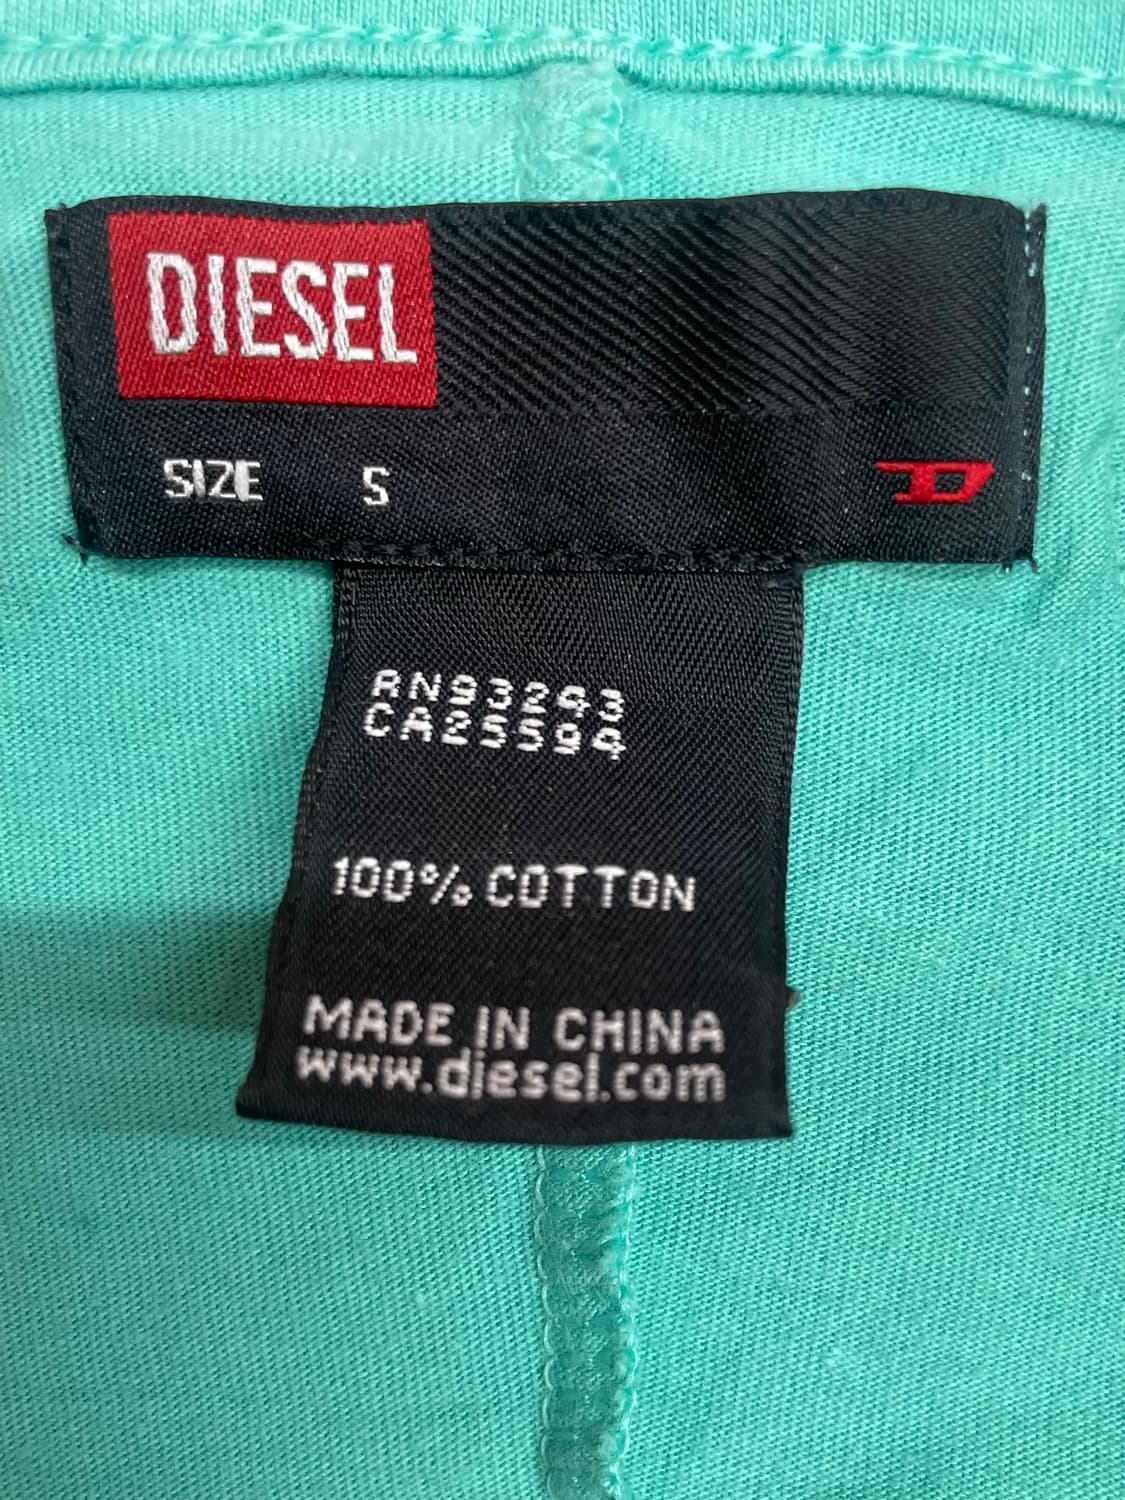 DIESEL
SIZE S
D
RN93243
CA25594
100% COTTON
MADE IN CHINA
www.diesel.com